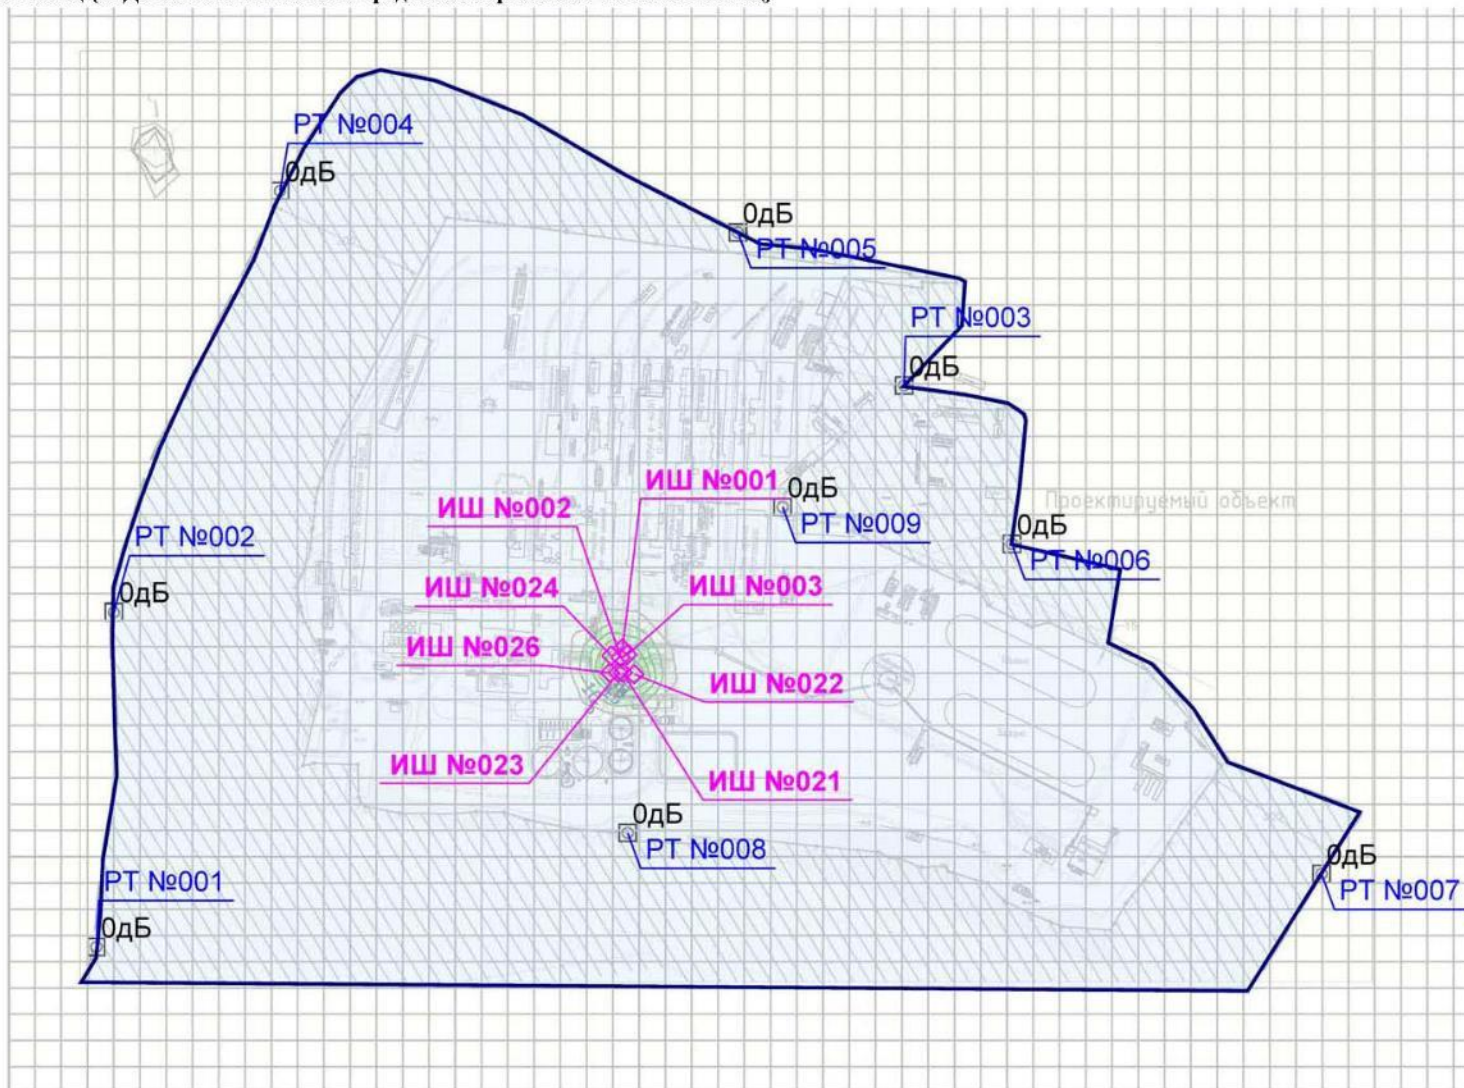 РТ №004
0дБ
0дБ
РТ №005
РТ №003
0дБ
ИШ №001
ИШ №002
0дБ
РТ №009
Проектируемый объект
0дБ
РТ №006
РТ №002
0дБ
ИШ №024
ИШ №003
ИШ №026
ИШ №022
ИШ №023
ИШ №021
0дБ
РТ №008
0дБ
РТ №007
РТ №001
0дБ